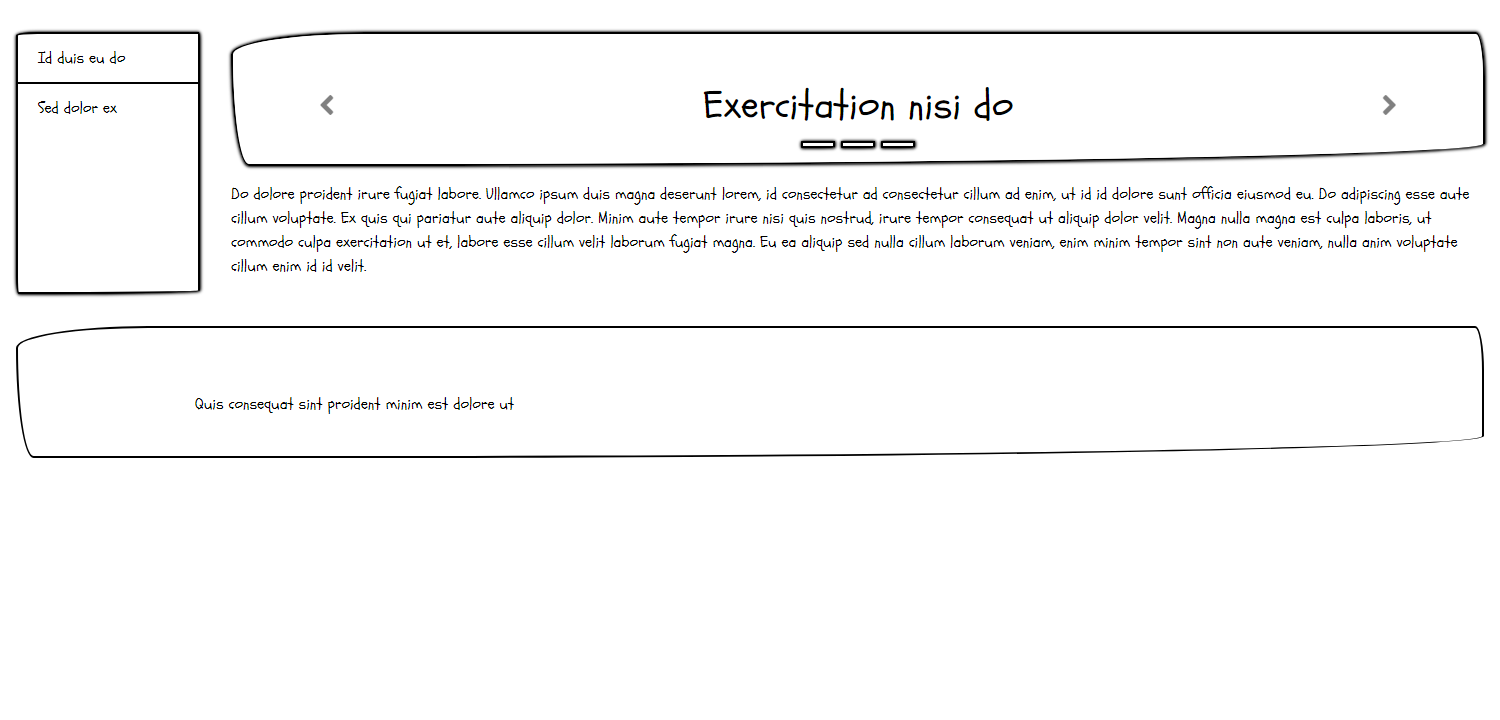 Id duis eu do
Sed dolor ex
Exercitation nisi do
Do dolore proident irure fugiat labore. Ullamco ipsum duis magna deserunt lorem, id consectetur ad consectetur cillum ad enim, ut id id dolore sunt officia eiusmod eu. Do adipiscing esse aute
cillum voluptate. Ex quis qui pariatur aute aliquip dolor. Minim aute tempor irure nisi quis nostrud, irure tempor consequat ut aliquip dolor velit. Magna nulla magna est culpa laboris, ut
commodo culpa exercitation ut et, labore esse cillum velit laborum fugiat magna. Eu ea aliquip sed nulla cillum laborum veniam, enim minim tempor sint non aute veniam, nulla anim voluptate
cillum enim id id velit.
Quis consequat sint proident minim est dolore ut